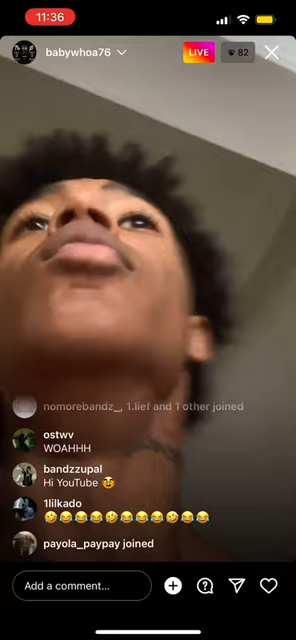 11:36
babywhoa76
LIVE
82
nomorebandz_, 1.lief and 1 other joined
ostwv
WOAHHH
bandzzupal
Hi YouTube 🤠
1lilkado
🤣😂😂😂🤣😂😂😂🤣😂😂
payola_paypay joined
Add a comment...